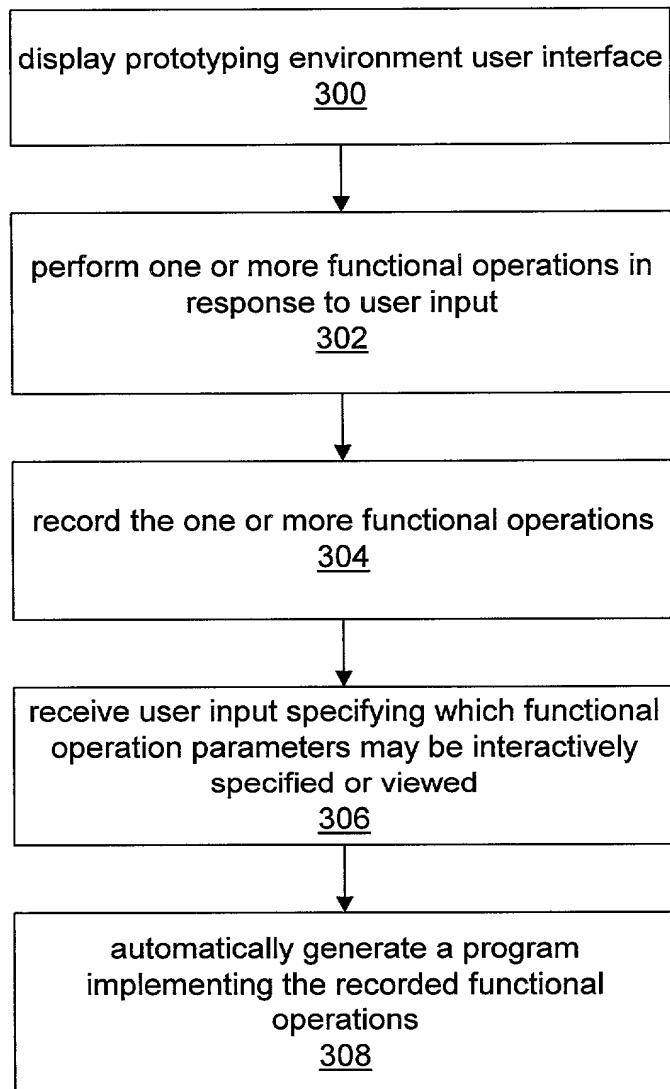 display prototyping environment user interface
300
perform one or more functional operations in
response to user input
302
record the one or more functional operations
304
receive user input specifying which functional
operation parameters may be interactively
specified or viewed
306
automatically generate a program
implementing the recorded functional
operations
308